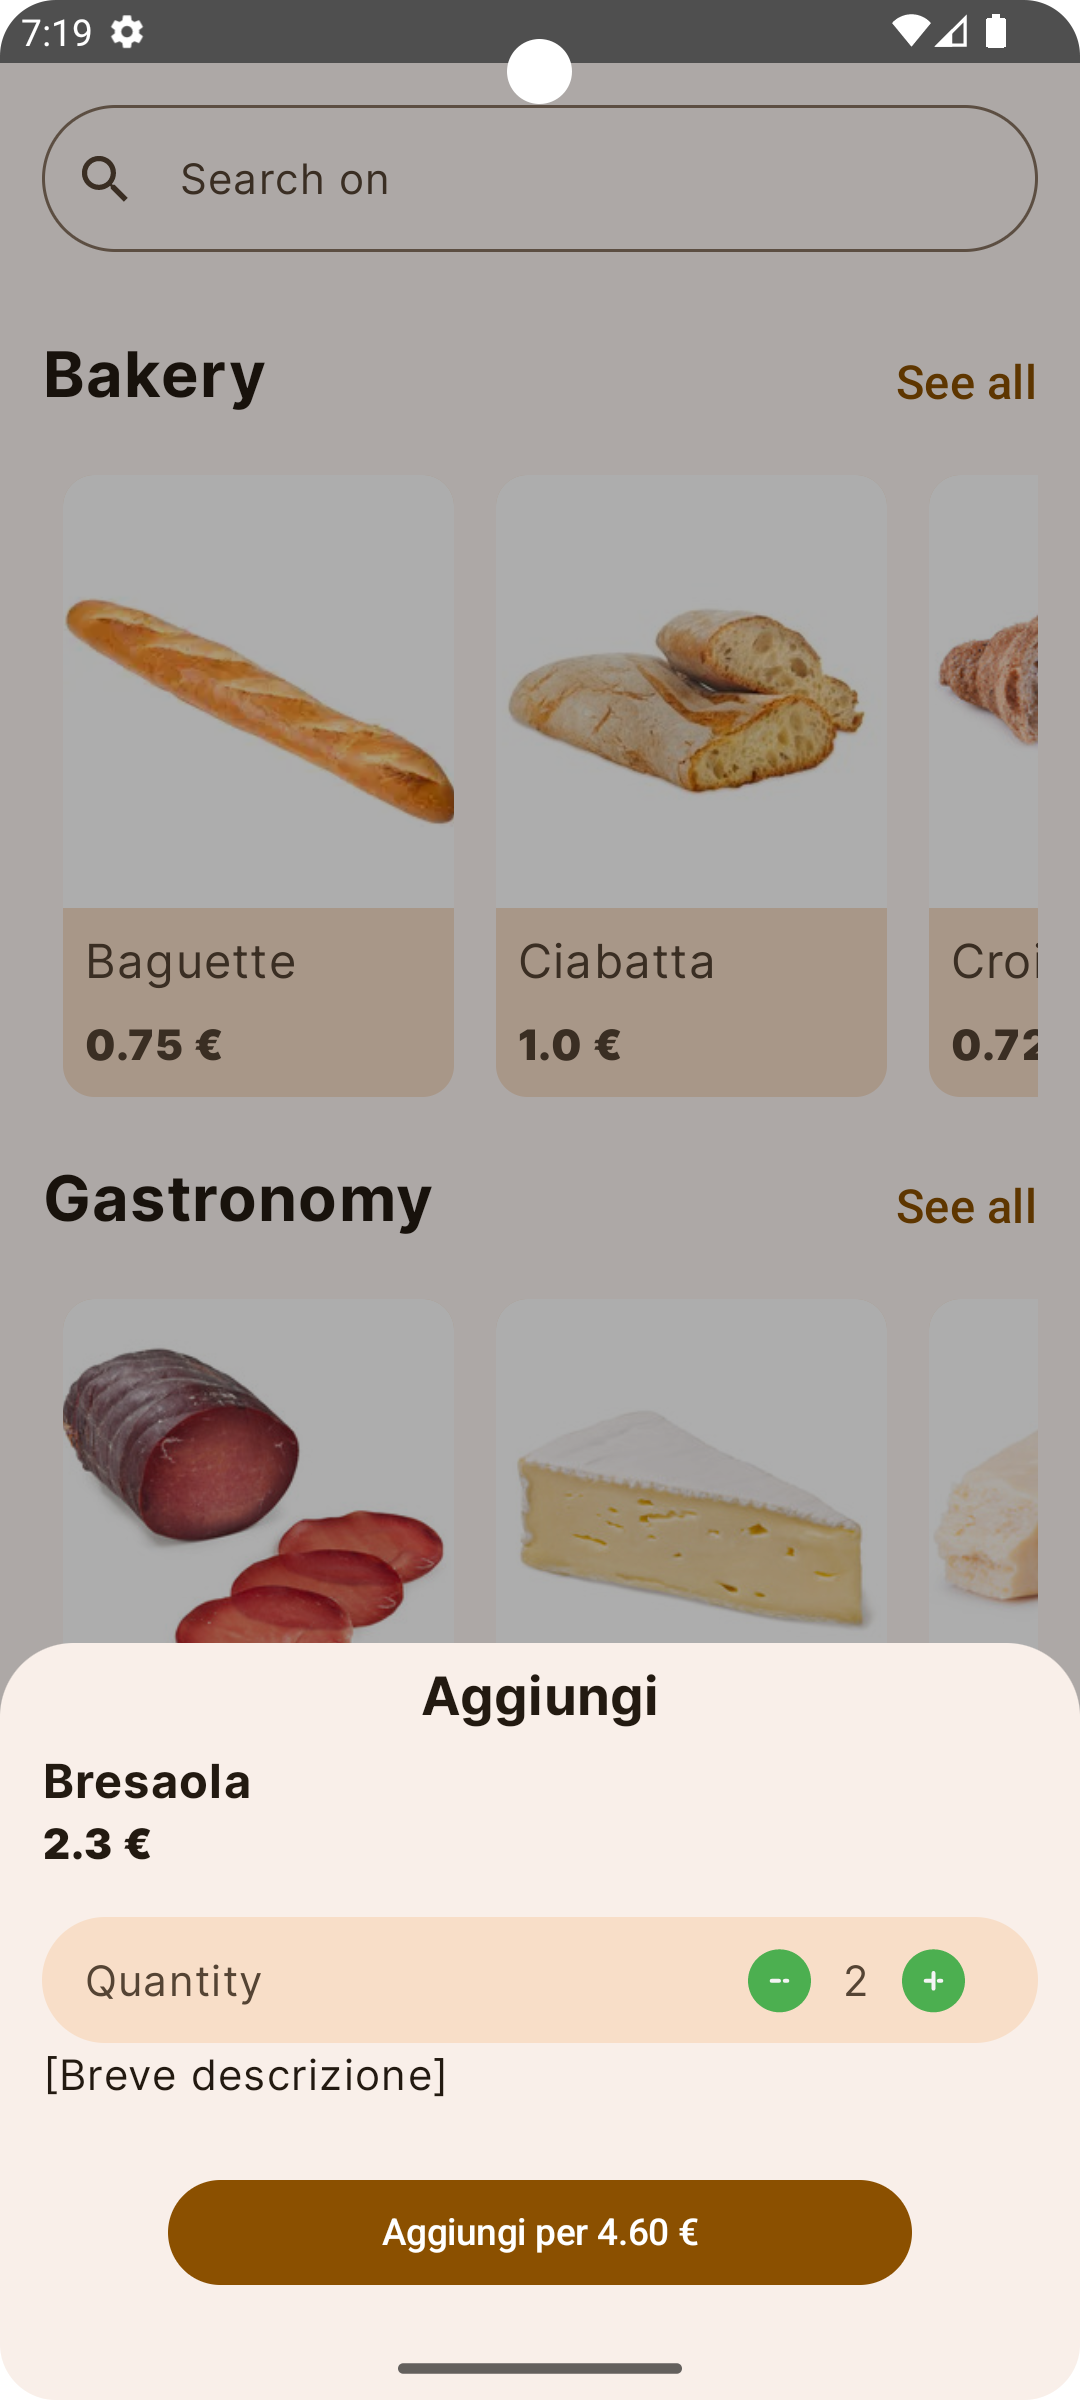 7:19
Search on
Bakery
See all
Baguette
Ciabatta
Croi
0.75 €
1.0 €
0.72
Gastronomy
See all
Aggiungi
Bresaola
2.3 €
Quantity
2
[Breve descrizione]
Aggiungi per 4.60 €